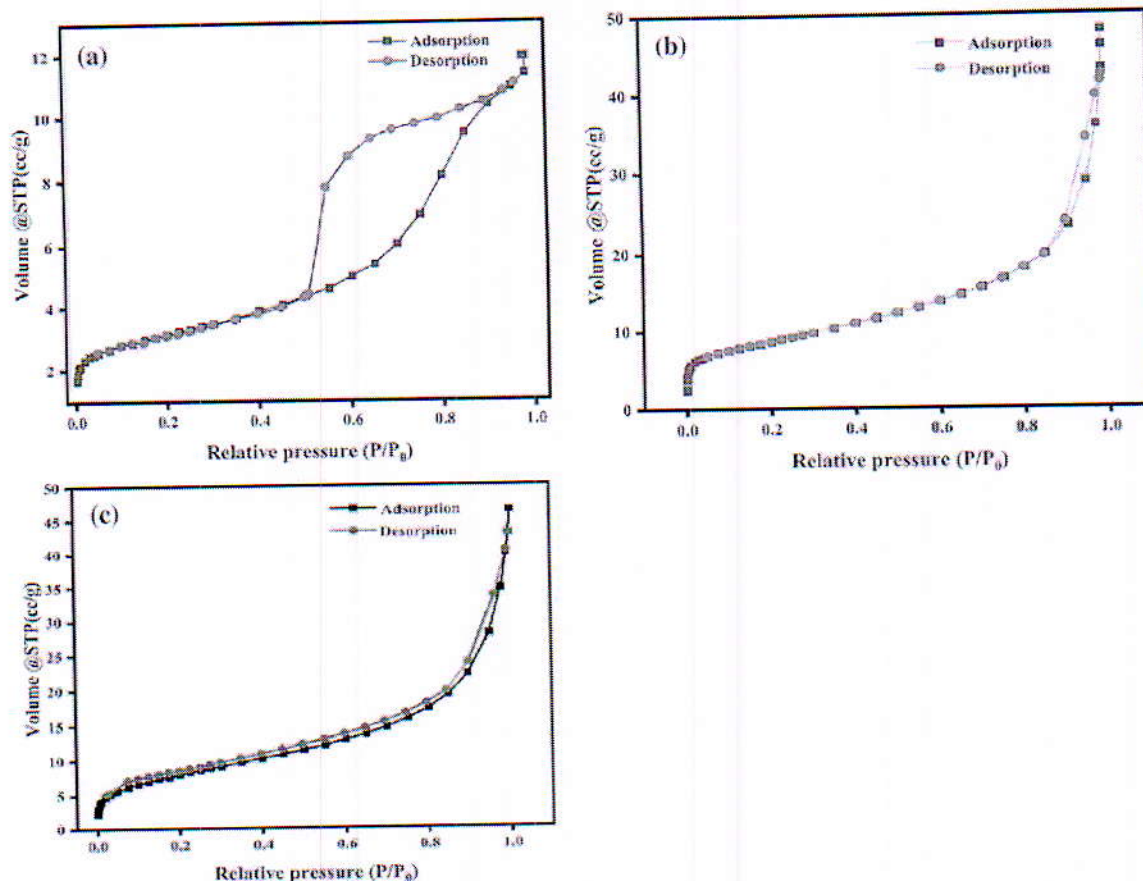 (a)
Adsorption
Desorption
Volume @STP(cc/g)
12
10
8
6
4
2
0.0 0.2 0.4 0.6 0.8 1.0
Relative pressure (P/P0)
(b)
Adsorption
Desorption
Volume @STP(cc/g)
50
40
30
20
10
0
0.0 0.2 0.4 0.6 0.8 1.0
Relative pressure (P/P0)
(c)
Adsorption
Desorption
Volume @STP(cc/g)
50
45
40
35
30
25
20
15
10
5
0
0.0 0.2 0.4 0.6 0.8 1.0
Relative pressure (P/P0)